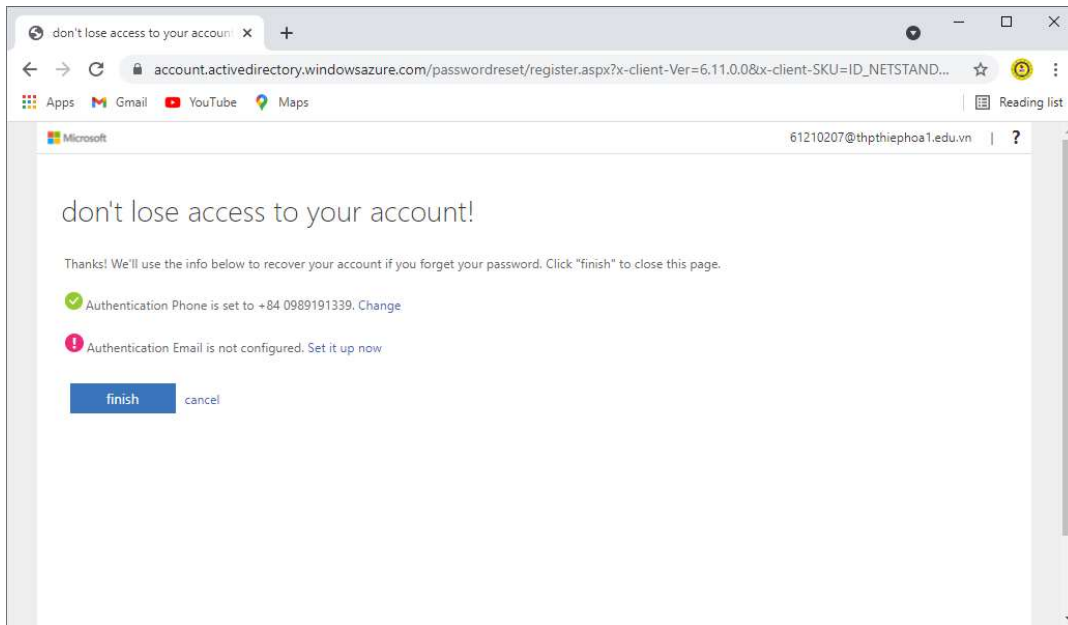 don't lose access to your accoun
account.activedirectory.windowsazure.com/passwordreset/register.aspx?x-client-Ver=6.11.0.0&x-client-SKU=ID_NETSTAND...
Apps Gmail YouTube Maps Reading list
Microsoft 61210207@thpthiephoa1.edu.vn | ?
don't lose access to your account!
Thanks! We'll use the info below to recover your account if you forget your password. Click "finish" to close this page.
Authentication Phone is set to +84 0989191339. Change
Authentication Email is not configured. Set it up now
finish cancel